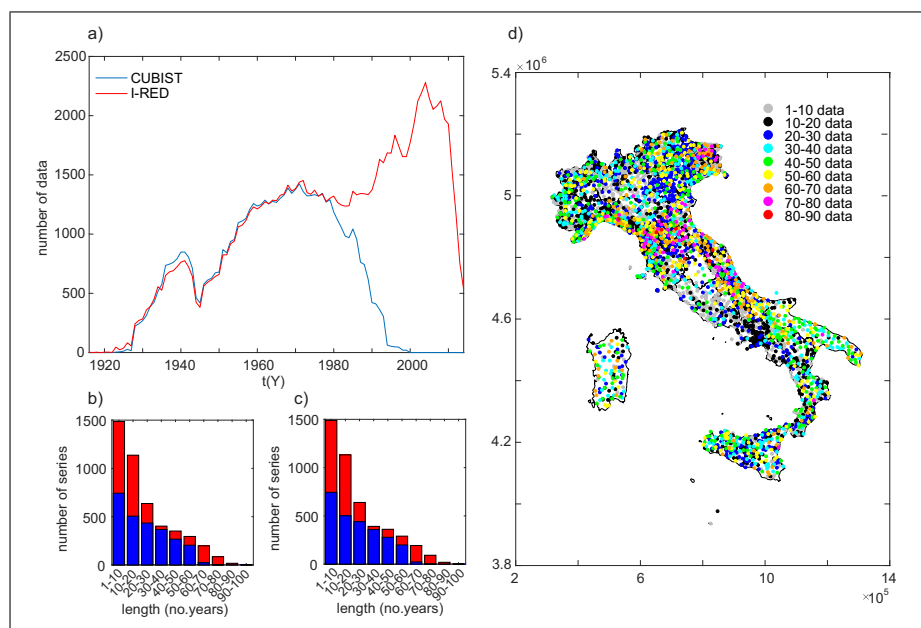 a)
2500
2000
1500
1000
500
0
number of data
CUBIST
I-RED
1920 1940 1960 1980 2000
t(Y)
b)
1500
1000
500
0
number of series
1-10 10-20 20-30 30-40 40-50 50-60 60-70 70-80 80-90 90-100
length (no.years)
c)
1500
1000
500
0
number of series
1-10 10-20 20-30 30-40 40-50 50-60 60-70 70-80 80-90 90-100
length (no.years)
d)
×10⁶
5.4
5
4.6
4.2
3.8
1-10 data
10-20 data
20-30 data
30-40 data
40-50 data
50-60 data
60-70 data
70-80 data
80-90 data
2 6 10 14
×10⁵